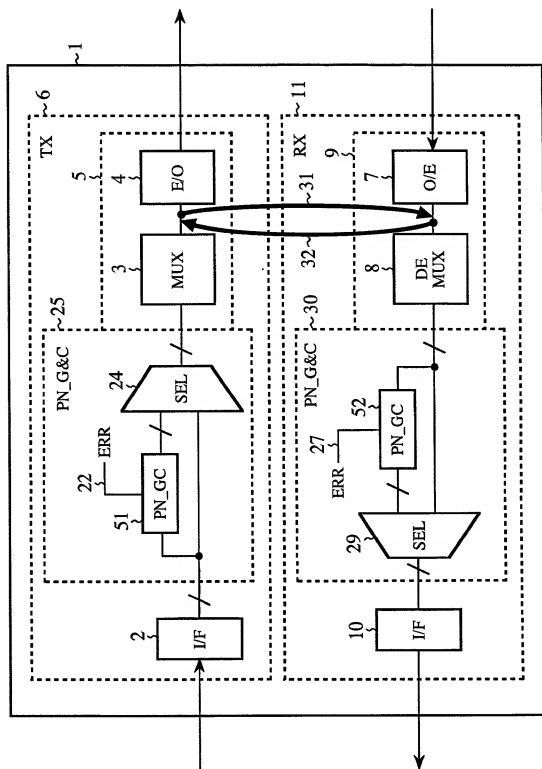 1
6
TX
5
4
E/O
3
MUX
25
PN_G&C
24
SEL
ERR
22
51
PN_GC
2
I/F
31
32
11
RX
9
7
O/E
8
DE
MUX
30
PN_G&C
52
PN_GC
27
ERR
29
SEL
10
I/F